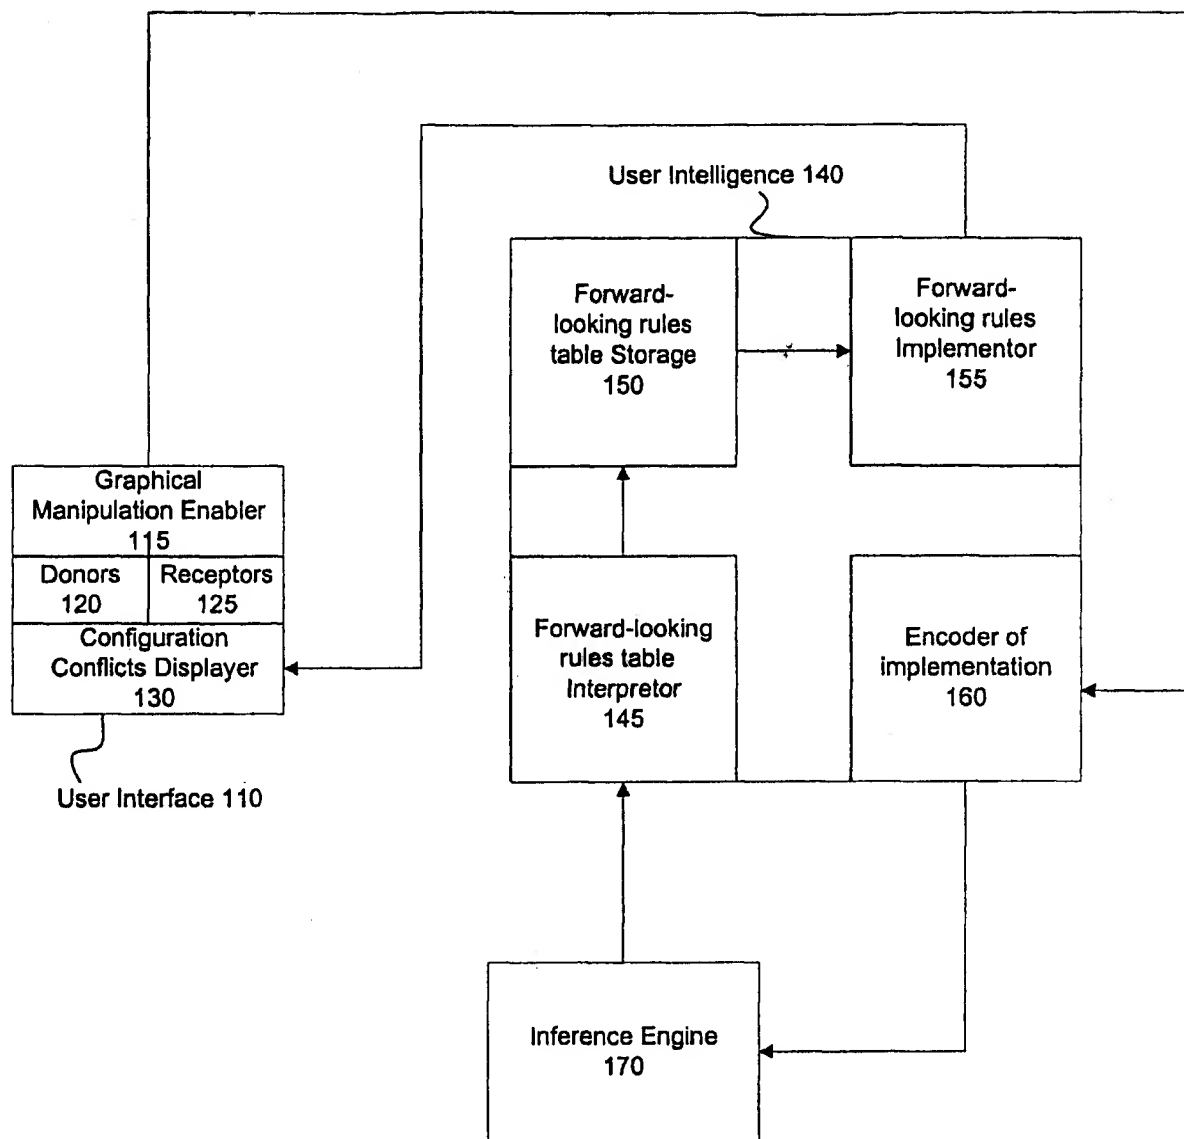 User Intelligence 140
Forward-
looking rules
table Storage
150
Forward-
looking rules
Implementor
155
Graphical
Manipulation Enabler
115
Donors
120
Receptors
125
Configuration
Conflicts Displayer
130
User Interface 110
Forward-looking
rules table
Interpretor
145
Encoder of
implementation
160
Inference Engine
170